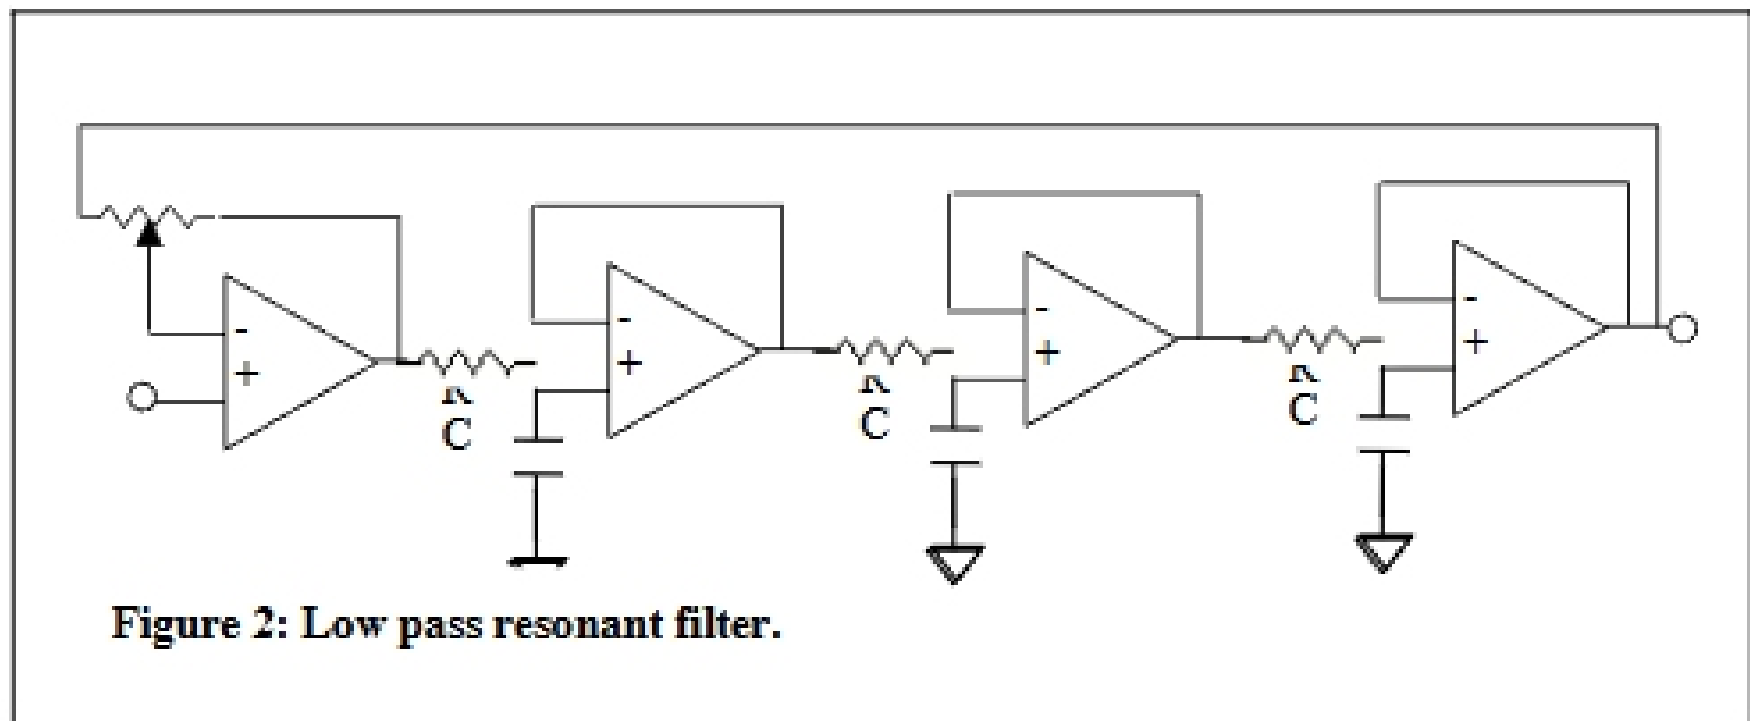 -
+
C
-
+
C
-
+
C
-
+
Figure 2: Low pass resonant filter.